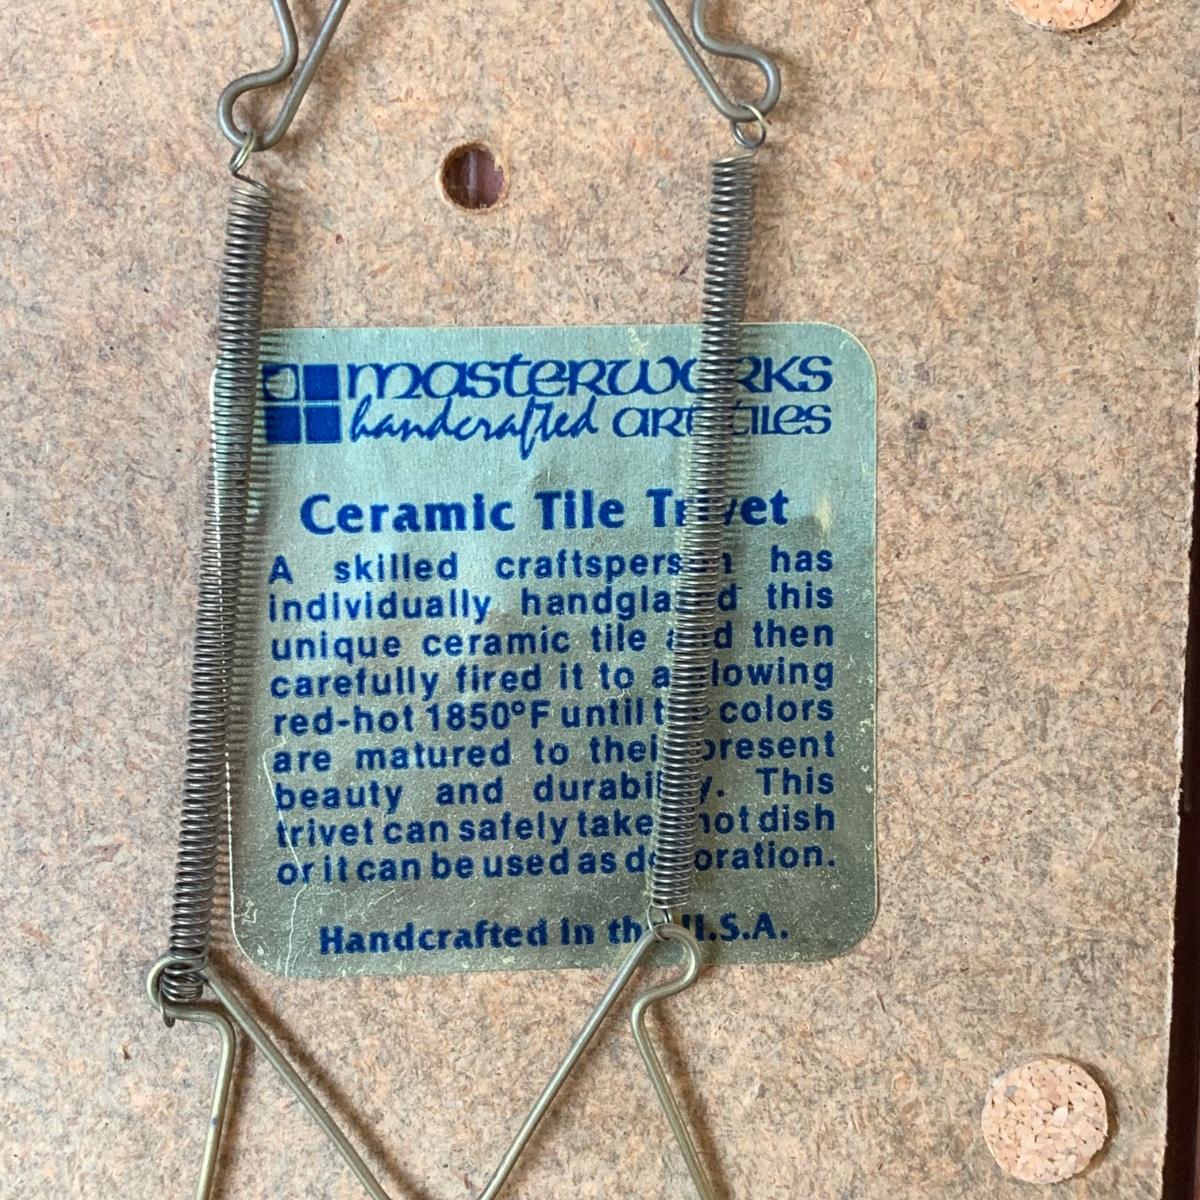 masterworks
handcrafted art tiles
Ceramic Tile Trivet
A skilled craftsperson has
individually handglazed this
unique ceramic tile and then
carefully fired it to a glowing
red-hot 1850°F until the colors
are matured to their present
beauty and durability. This
trivet can safely take a hot dish
or it can be used as decoration.
Handcrafted in the U.S.A.